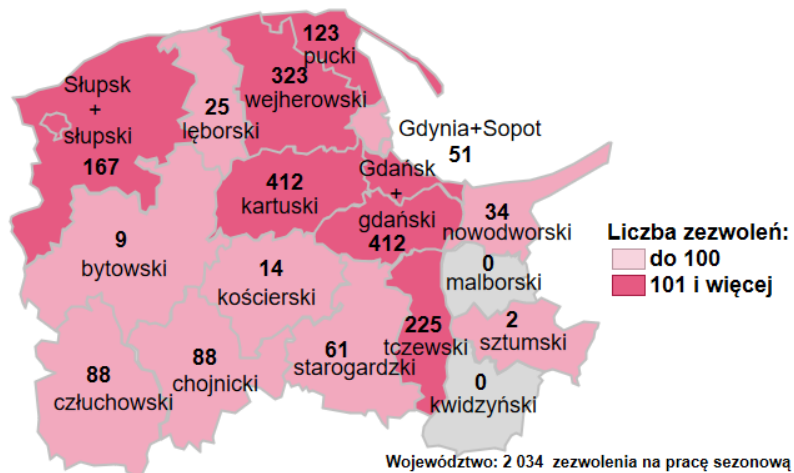 123
pucki
323
wejherowski
Słupsk
+
słupski
167
25
lęborski
Gdynia+Sopot
51
412
kartuski
Gdańsk
+
gdański
412
34
nowodworski
0
malborski
9
bytowski
14
kościerski
225
tczewski
2
sztumski
61
starogardzki
88
chojnicki
88
człuchowski
0
kwidzyński
Liczba zezwoleń:
do 100
101 i więcej
Województwo: 2 034 zezwolenia na pracę sezonową